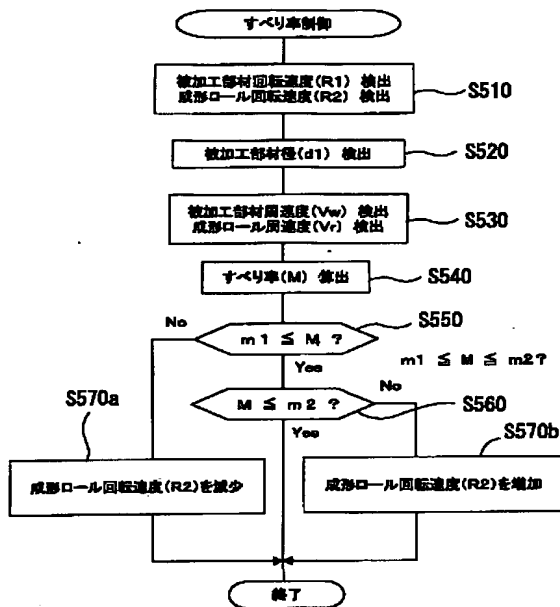 すべり率制御
被加工部材回転速度(R1) 検出
成形ロール回転速度(R2) 検出
S510
被加工部材径(d1) 検出
S520
被加工部材周速度(Vw) 検出
成形ロール周速度(Vr) 検出
S530
すべり率(M) 算出
S540
No
m1 ≦ M ?
S550
Yes
m1 ≦ M ≦ m2?
M ≦ m2 ?
No
S560
Yes
S570a
S570b
成形ロール回転速度(R2)を減少
成形ロール回転速度(R2)を増加
終了